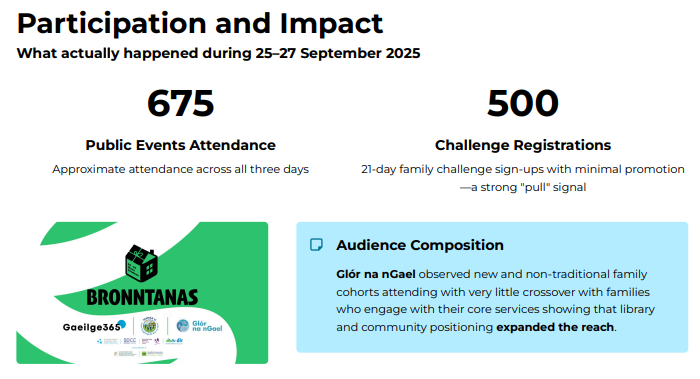 Participation and Impact
What actually happened during 25–27 September 2025
675
Public Events Attendance
Approximate attendance across all three days
500
Challenge Registrations
21-day family challenge sign-ups with minimal promotion
—a strong "pull" signal
BRONNTANAS
Gaeilge365
Glór
na nGael
Audience Composition
Glór na nGael observed new and non-traditional family
cohorts attending with very little crossover with families
who engage with their core services showing that library
and community positioning expanded the reach.